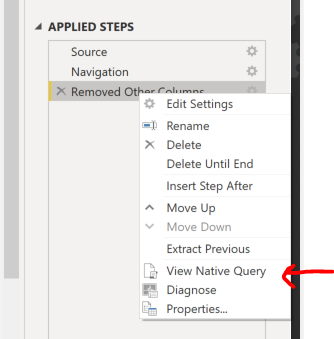 APPLIED STEPS
Source
Navigation
Removed Other Columns
Edit Settings
Rename
Delete
Delete Until End
Insert Step After
Move Up
Move Down
Extract Previous
View Native Query
Diagnose
Properties...